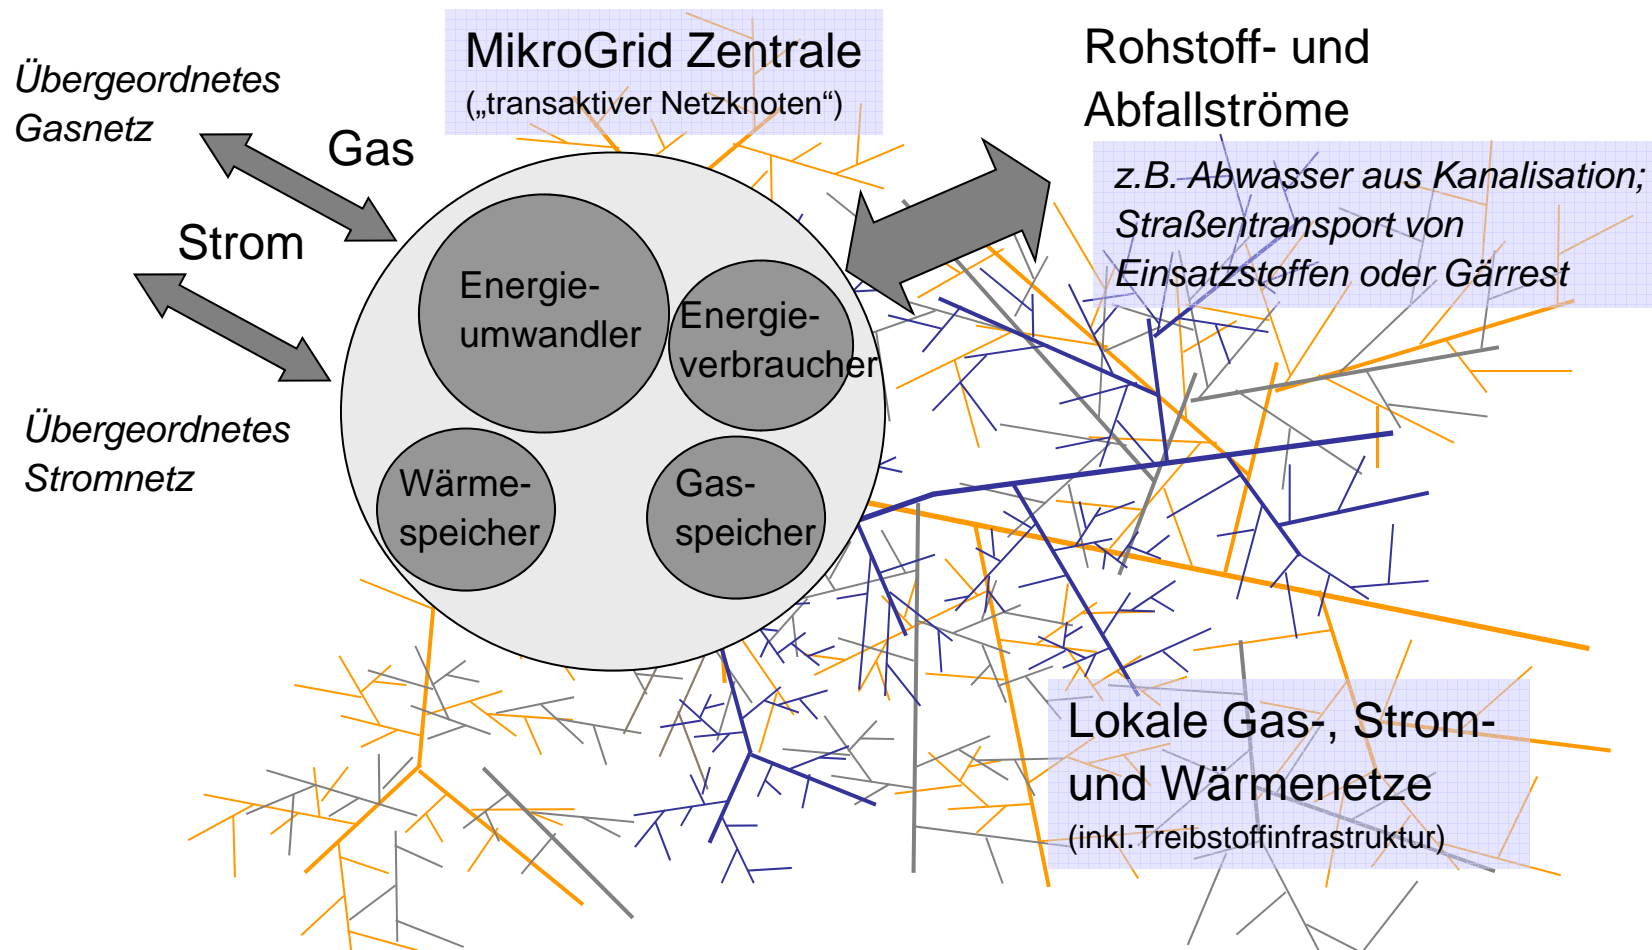 MikroGrid Zentrale
(„transaktiver Netzknoten“)
Rohstoff- und
Abfallströme
z.B. Abwasser aus Kanalisation;
Straßentransport von
Einsatzstoffen oder Gärrest
Übergeordnetes
Gasnetz
Gas
Strom
Übergeordnetes
Stromnetz
Energie-
umwandler
Energie-
verbraucher
Wärme-
speicher
Gas-
speicher
Lokale Gas-, Strom-
und Wärmenetze
(inkl.Treibstoffinfrastruktur)